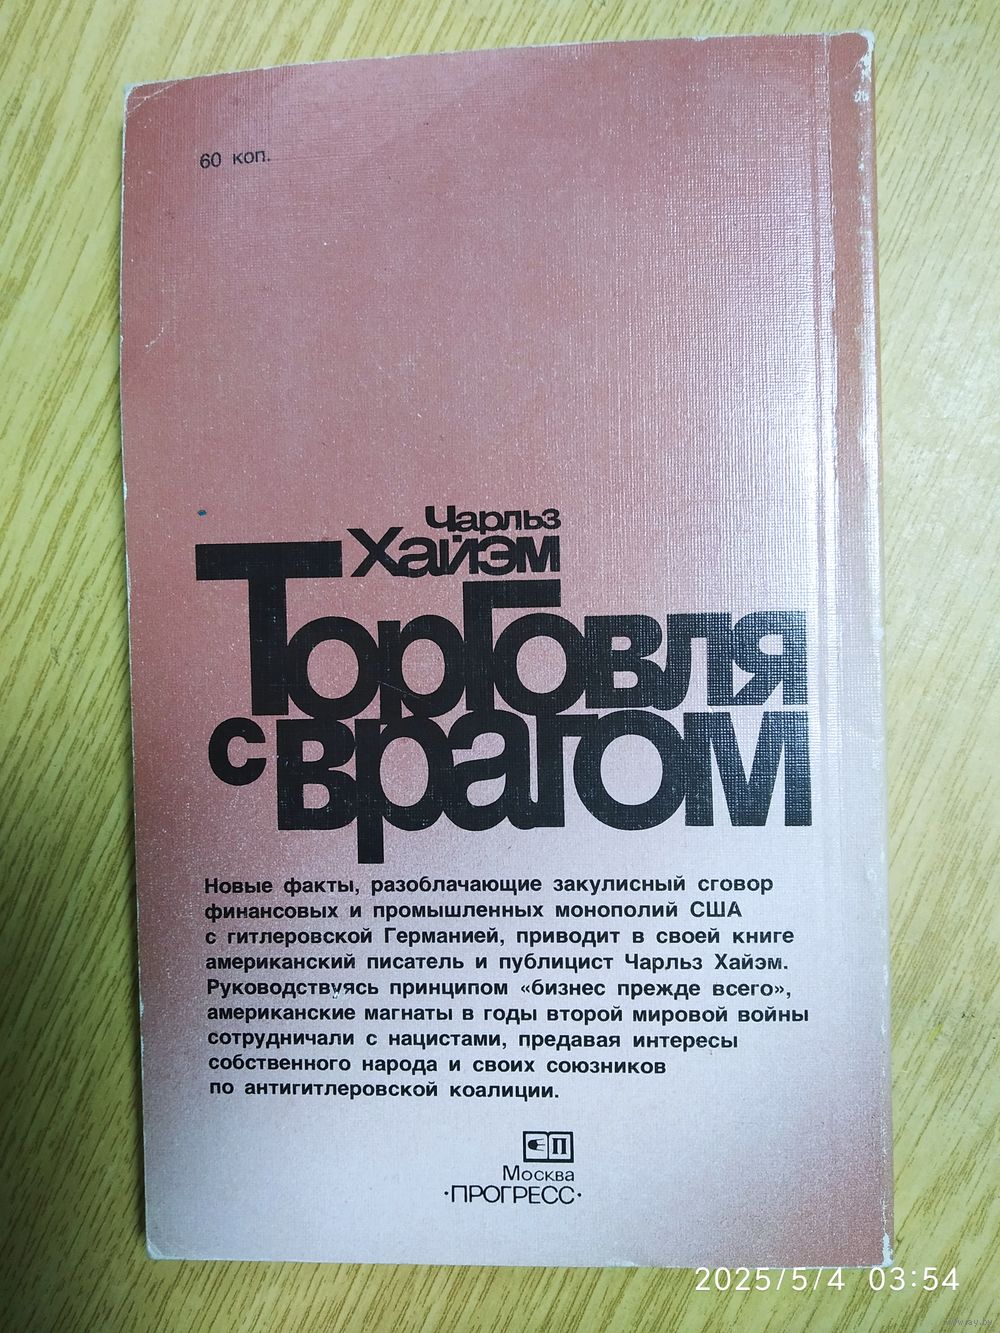 60 коп.
Чарльз
Хайэм
ТорГовля
с врагом
Новые факты, разоблачающие закулисный сговор
финансовых и промышленных монополий США
с гитлеровской Германией, приводит в своей книге
американский писатель и публицист Чарльз Хайэм.
Руководствуясь принципом «бизнес прежде всего»,
американские магнаты в годы второй мировой войны
сотрудничали с нацистами, предавая интересы
собственного народа и своих союзников
по антигитлеровской коалиции.
П
Москва
·ПРОГРЕСС·
2025/5/4 03:54